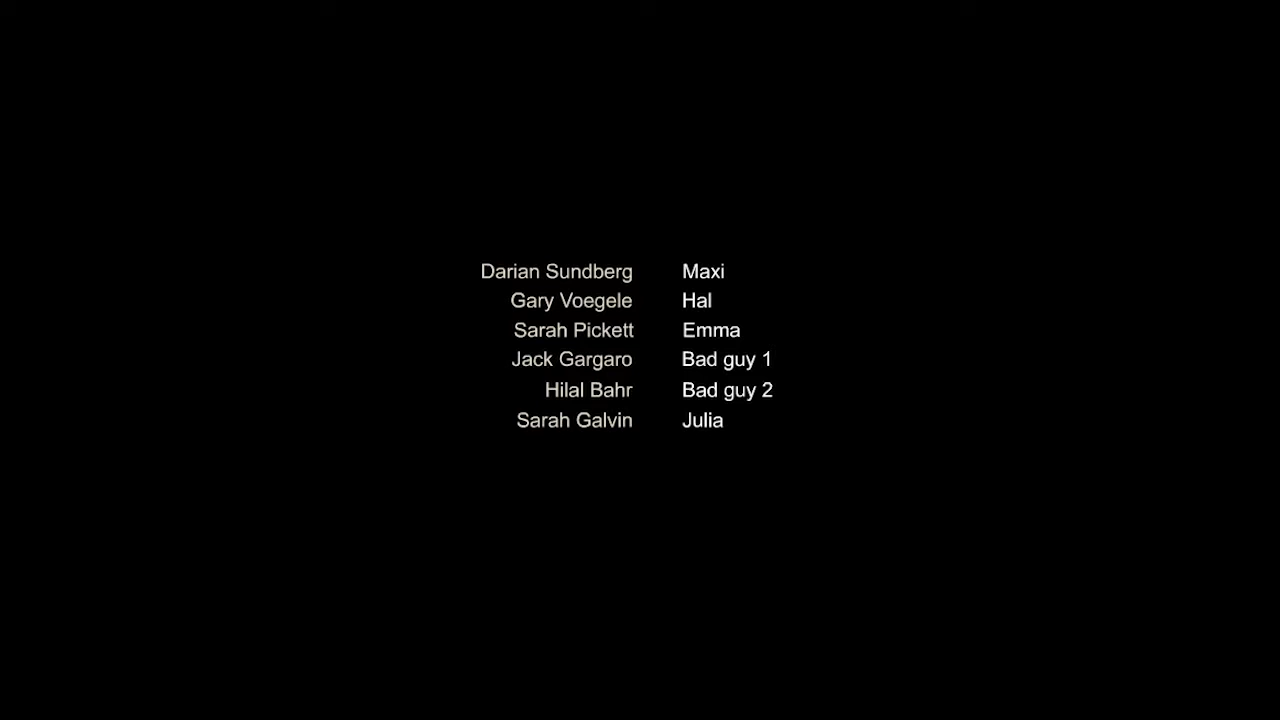 Darian Sundberg Maxi
Gary Voegele Hal
Sarah Pickett Emma
Jack Gargaro Bad guy 1
Hilal Bahr Bad guy 2
Sarah Galvin Julia